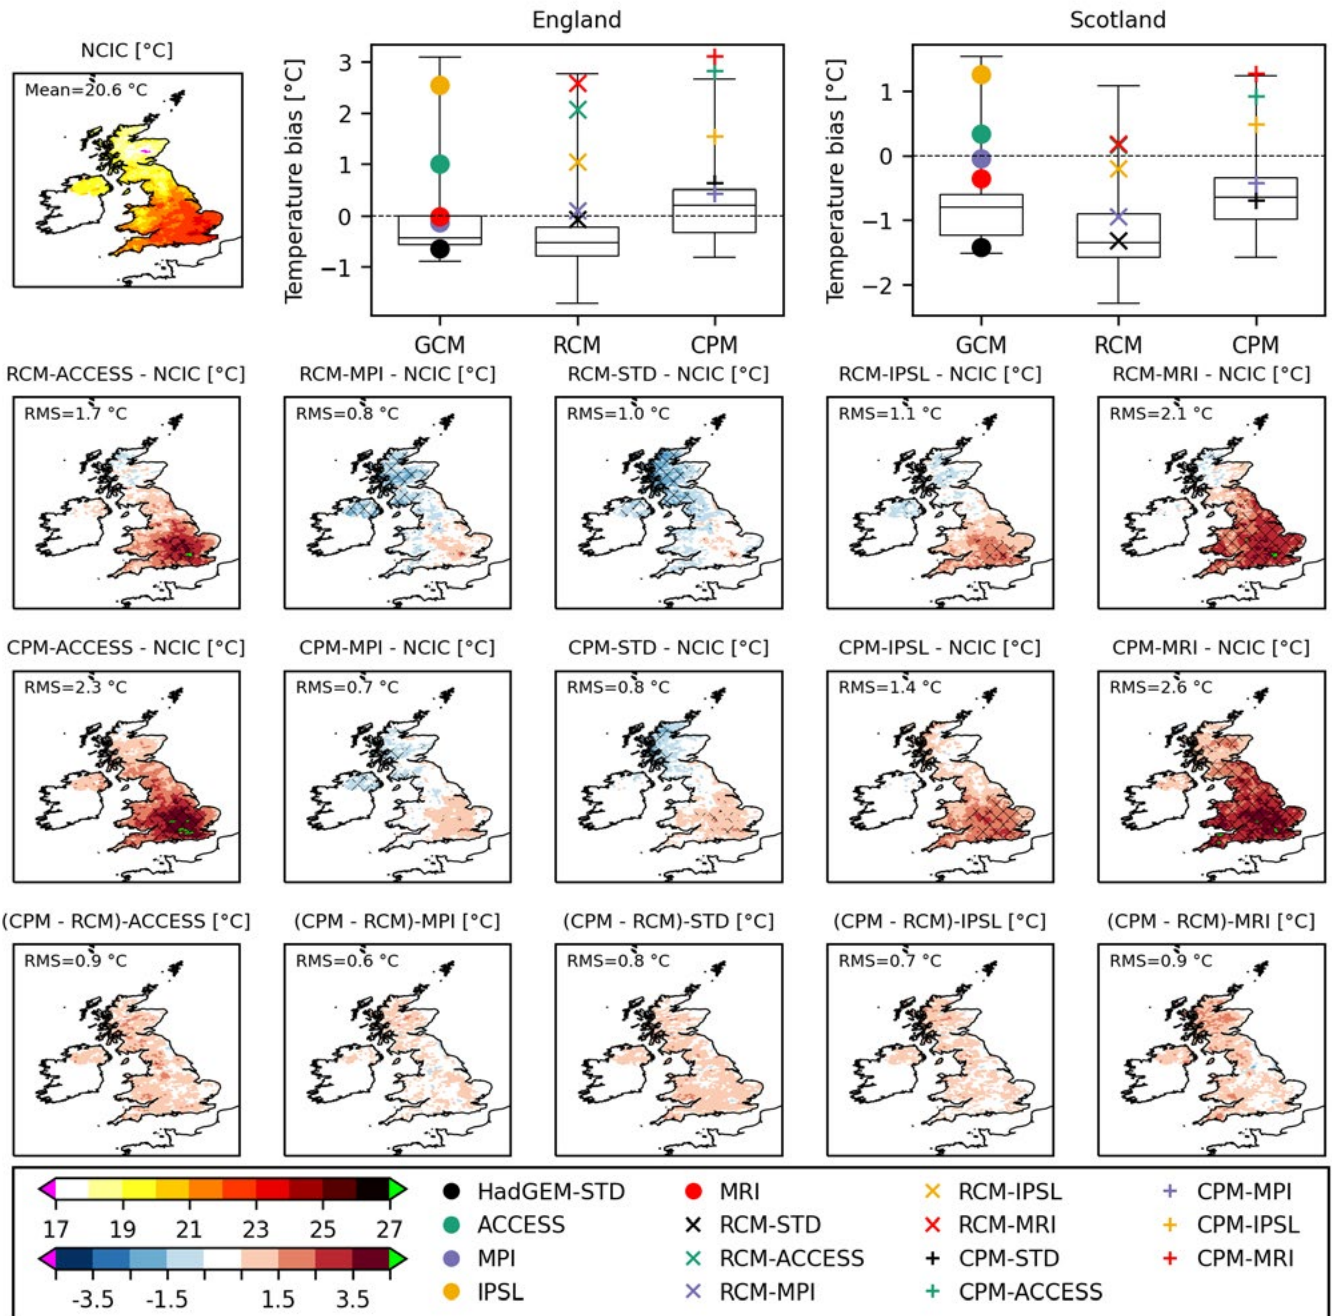 England
Scotland
NCIC [°C]
Mean=20.6 °C
Temperature bias [°C]
3
2
1
0
−1
GCM
RCM
CPM
Temperature bias [°C]
1
0
−1
−2
GCM
RCM
CPM
RCM-ACCESS - NCIC [°C]
RCM-MPI - NCIC [°C]
RCM-STD - NCIC [°C]
RCM-IPSL - NCIC [°C]
RCM-MRI - NCIC [°C]
RMS=1.7 °C
RMS=0.8 °C
RMS=1.0 °C
RMS=1.1 °C
RMS=2.1 °C
CPM-ACCESS - NCIC [°C]
CPM-MPI - NCIC [°C]
CPM-STD - NCIC [°C]
CPM-IPSL - NCIC [°C]
CPM-MRI - NCIC [°C]
RMS=2.3 °C
RMS=0.7 °C
RMS=0.8 °C
RMS=1.4 °C
RMS=2.6 °C
(CPM - RCM)-ACCESS [°C]
(CPM - RCM)-MPI [°C]
(CPM - RCM)-STD [°C]
(CPM - RCM)-IPSL [°C]
(CPM - RCM)-MRI [°C]
RMS=0.9 °C
RMS=0.6 °C
RMS=0.8 °C
RMS=0.7 °C
RMS=0.9 °C
17 19 21 23 25 27
-3.5 -1.5 1.5 3.5
HadGEM-STD
ACCESS
MPI
IPSL
MRI
RCM-STD
RCM-ACCESS
RCM-MPI
RCM-IPSL
RCM-MRI
CPM-STD
CPM-ACCESS
CPM-MPI
CPM-IPSL
CPM-MRI